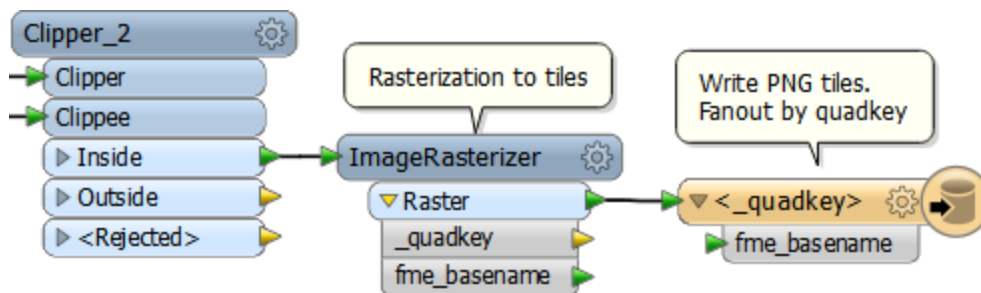 Clipper_2
Clipper
Clippee
Inside
Outside
<Rejected>
Rasterization to tiles
ImageRasterizer
Raster
_quadkey
fme_basename
Write PNG tiles.
Fanout by quadkey
<_quadkey>
fme_basename